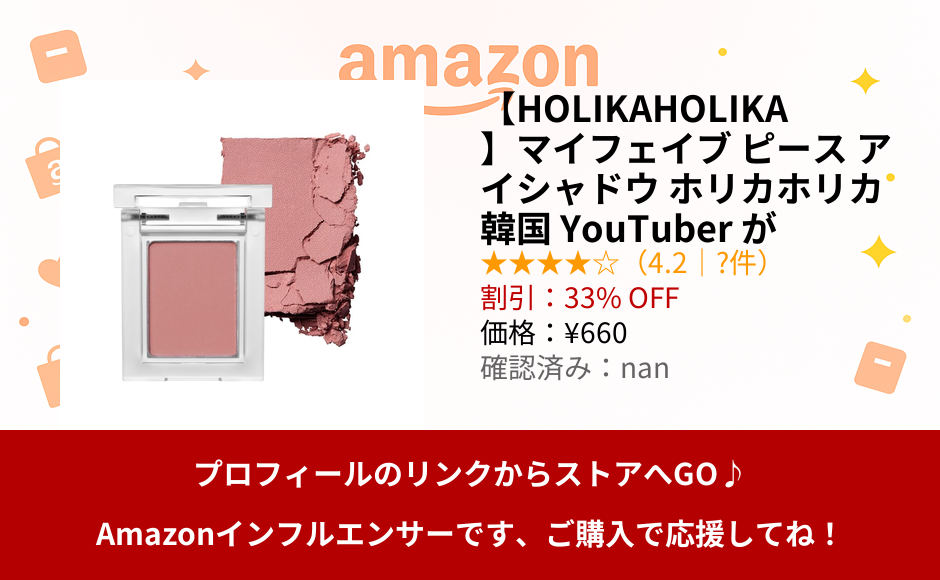 amazon
【HOLIKAHOLIKA
】マイフェイブ ピース ア
イシャドウ ホリカホリカ
韓国 YouTuber が
★★★★☆（4.2｜?件）
割引：33% OFF
価格：¥660
確認済み：nan
プロフィールのリンクからストアへGO♪
Amazonインフルエンサーです、ご購入で応援してね！